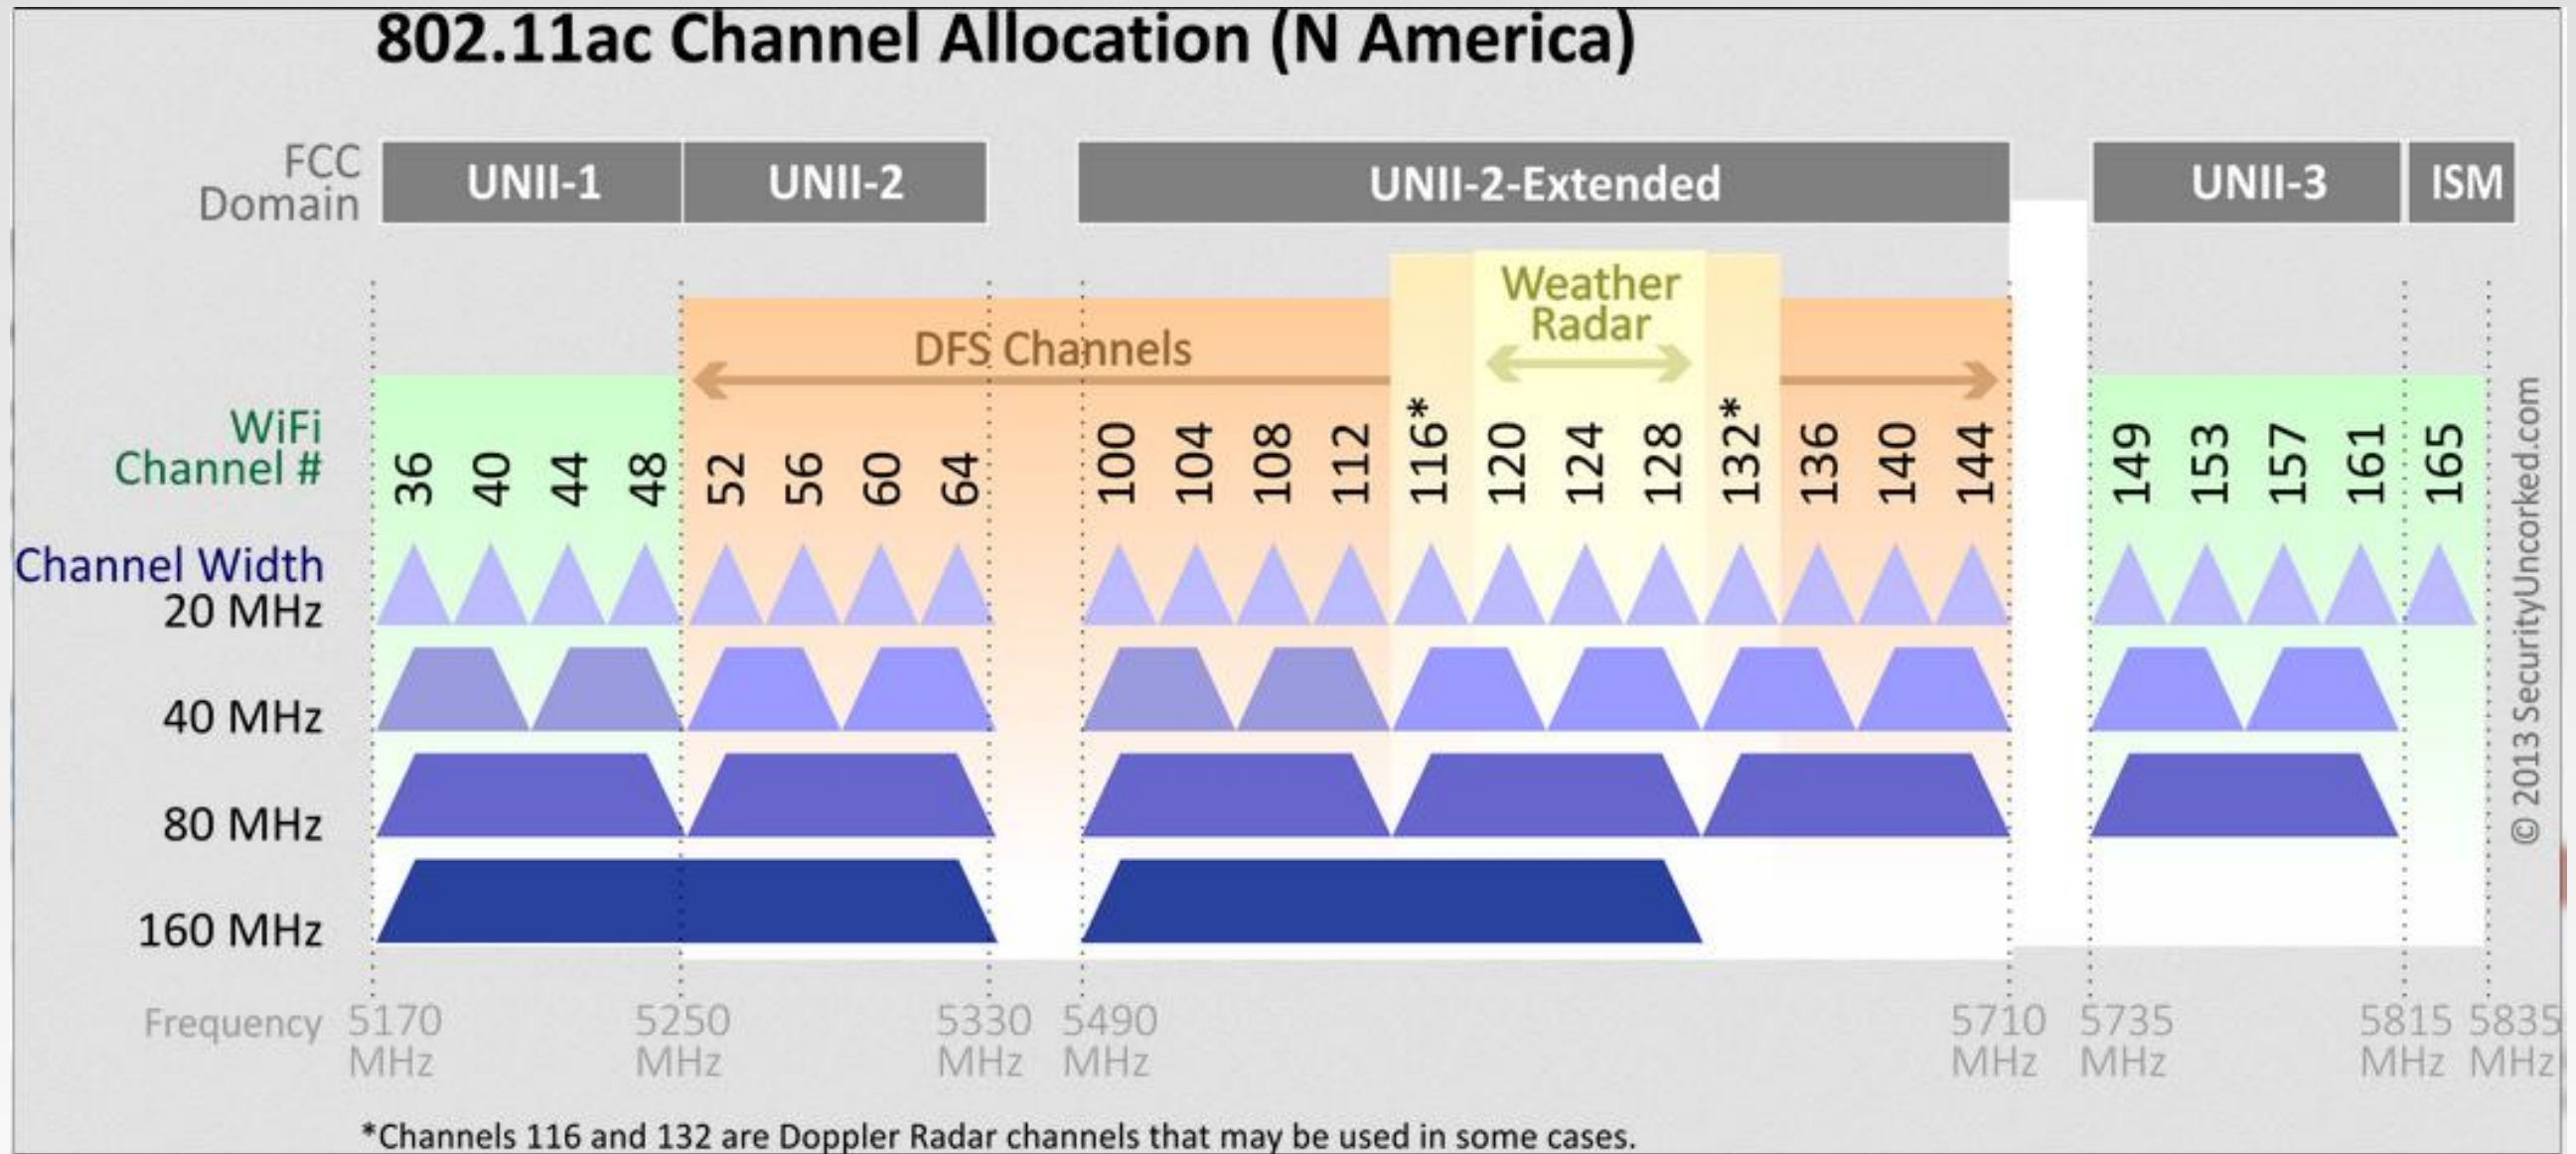 802.11ac Channel Allocation (N America)
FCC
Domain
UNII-1
UNII-2
UNII-2-Extended
UNII-3
ISM
Weather
Radar
DFS Channels
WiFi
Channel #
36
40
44
48
52
56
60
64
100
104
108
112
116*
120
124
128
132*
136
140
144
149
153
157
161
165
Channel Width
20 MHz
40 MHz
80 MHz
160 MHz
Frequency
5170
MHz
5250
MHz
5330
MHz
5490
MHz
5710
MHz
5735
MHz
5815
MHz
5835
MHz
*Channels 116 and 132 are Doppler Radar channels that may be used in some cases.
© 2013 SecurityUncorked.com